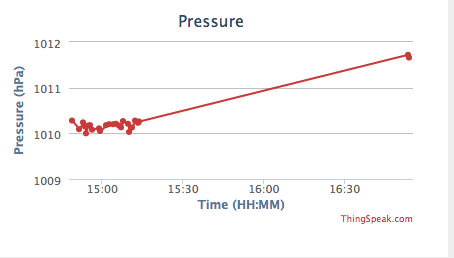 Pressure
Pressure (hPa)
1012
1011
1010
1009
15:00 15:30 16:00 16:30
Time (HH:MM)
ThingSpeak.com